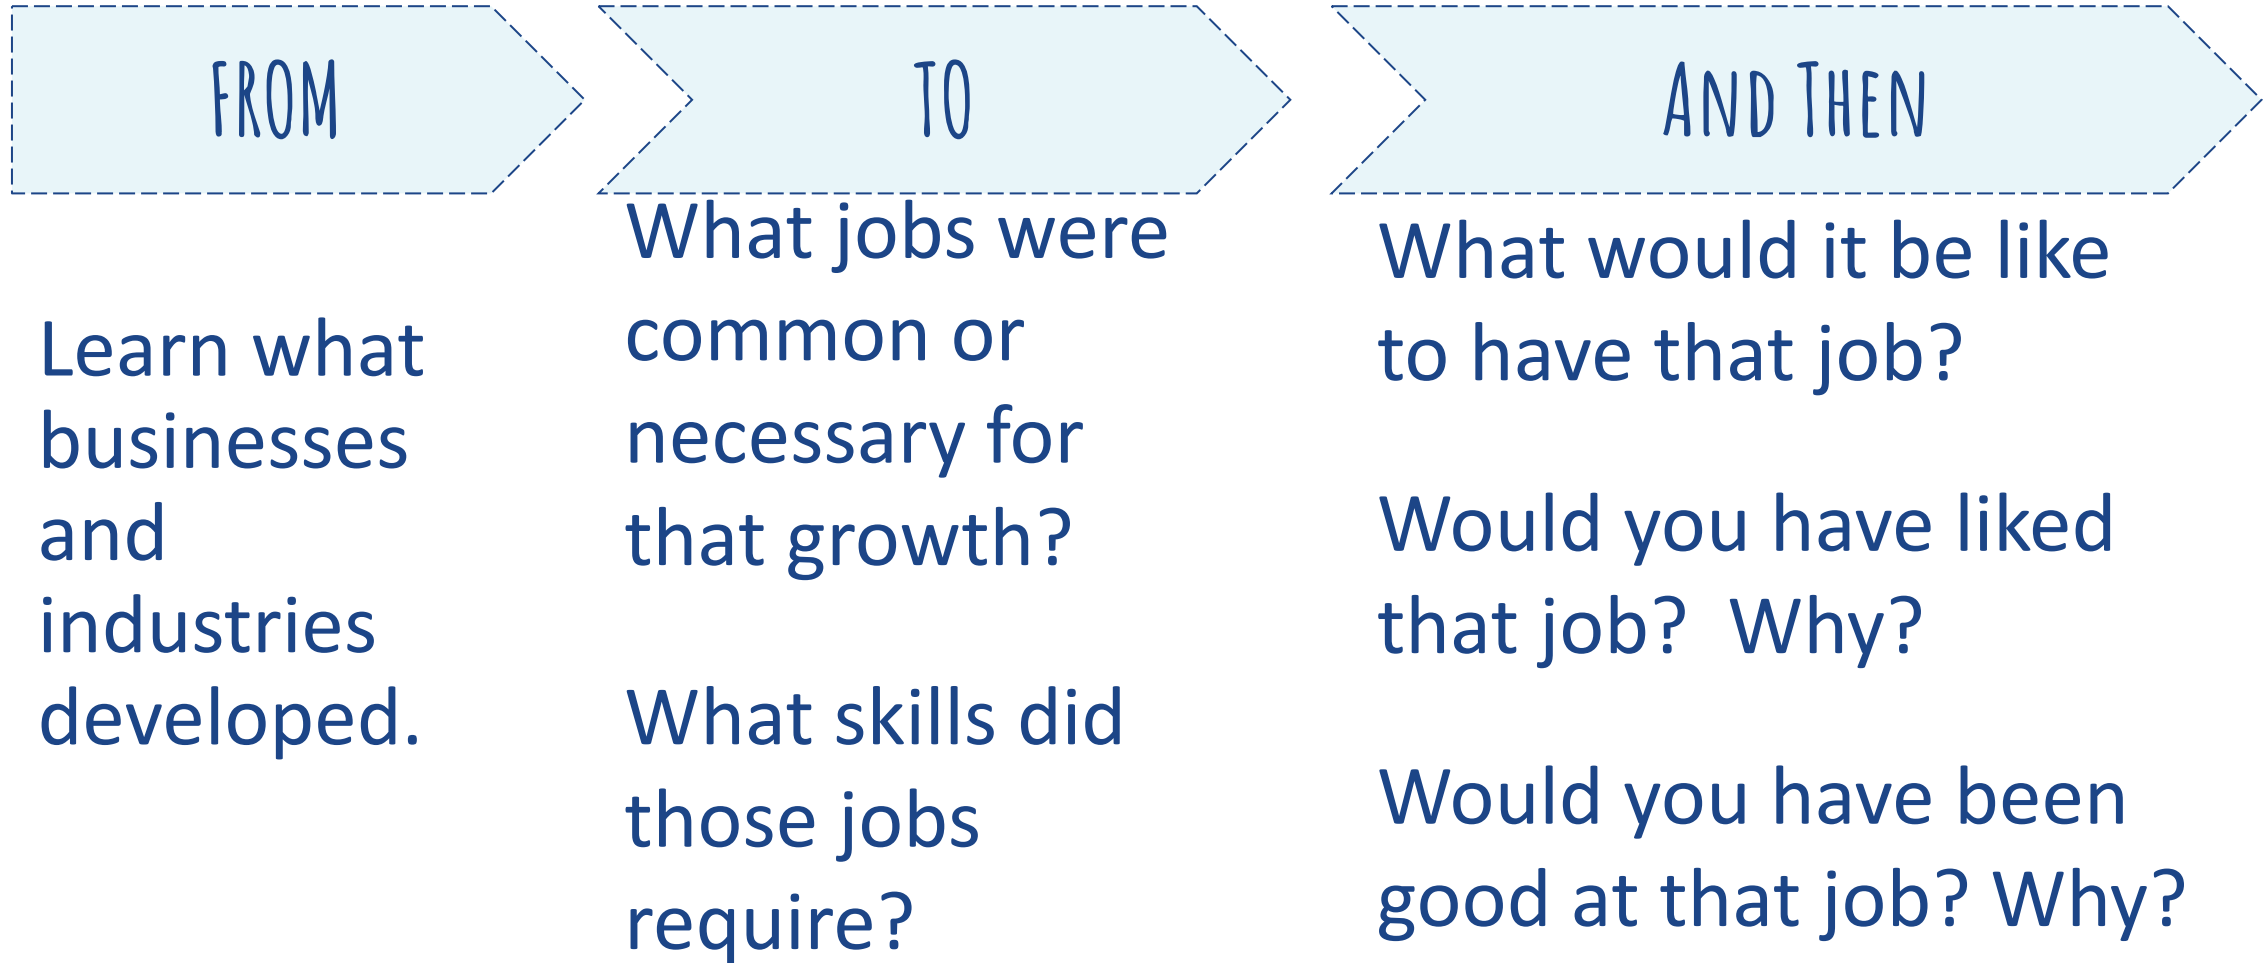 FROM
Learn what
businesses
and
industries
developed.
TO
What jobs were
common or
necessary for
that growth?
What skills did
those jobs
require?
AND THEN
What would it be like
to have that job?
Would you have liked
that job?  Why?
Would you have been
good at that job? Why?